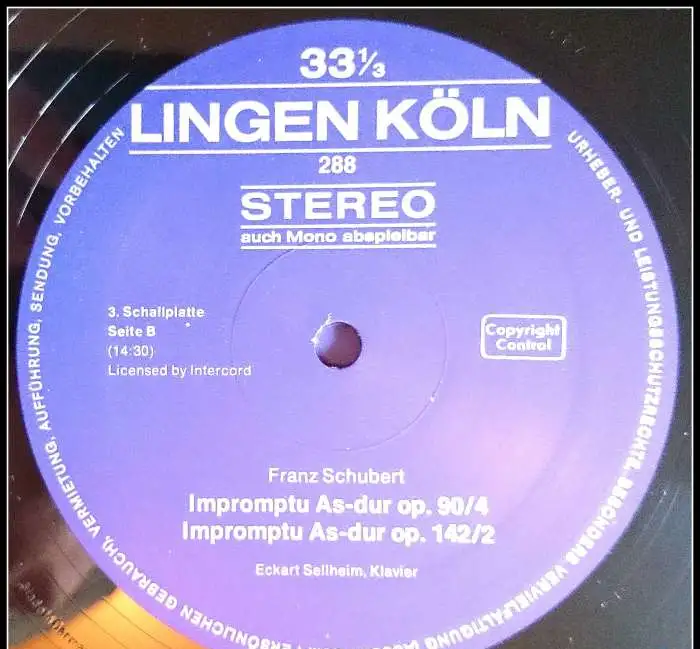 33⅓
LINGEN KÖLN
288
STEREO
auch Mono abspielbar
3. Schallplatte
Seite B
(14:30)
Licensed by Intercord
Copyright
Control
Franz Schubert
Impromptu As-dur op. 90/4
Impromptu As-dur op. 142/2
Eckart Sellheim, Klavier
URHEBER- UND LEISTUNGSSCHUTZRECHTE, BESONDERS VERVIELFÄLTIGUNG
PERSÖNLICHEN GEBRAUCH), VERMIETUNG, AUFFÜHRUNG, SENDUNG, VORBEHALTEN